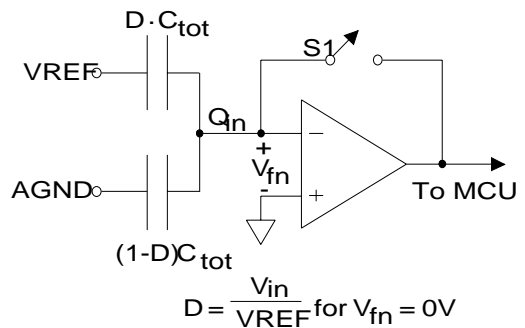 D · Ctot
S1
VREF
Qin
+
Vfn
-
−
+
AGND
To MCU
(1-D)Ctot
D = Vin / VREF for Vfn = 0V